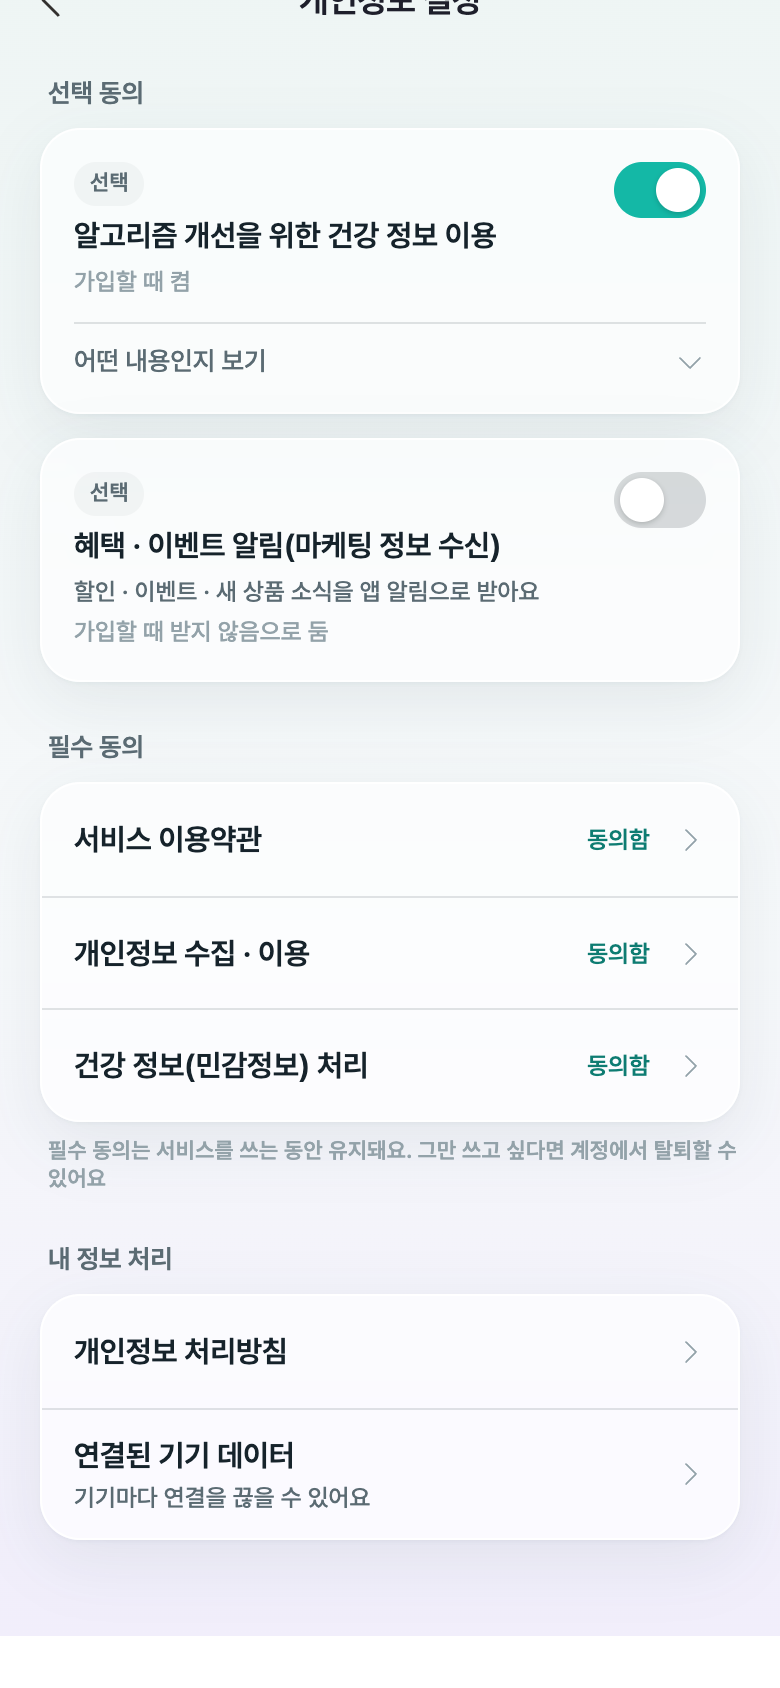 개인정보 설정
선택 동의
선택
알고리즘 개선을 위한 건강 정보 이용
가입할 때 켬
어떤 내용인지 보기
선택
혜택 · 이벤트 알림(마케팅 정보 수신)
할인 · 이벤트 · 새 상품 소식을 앱 알림으로 받아요
가입할 때 받지 않음으로 둠
필수 동의
서비스 이용약관 동의함
개인정보 수집 · 이용 동의함
건강 정보(민감정보) 처리 동의함
필수 동의는 서비스를 쓰는 동안 유지돼요. 그만 쓰고 싶다면 계정에서 탈퇴할 수
있어요
내 정보 처리
개인정보 처리방침
연결된 기기 데이터
기기마다 연결을 끊을 수 있어요